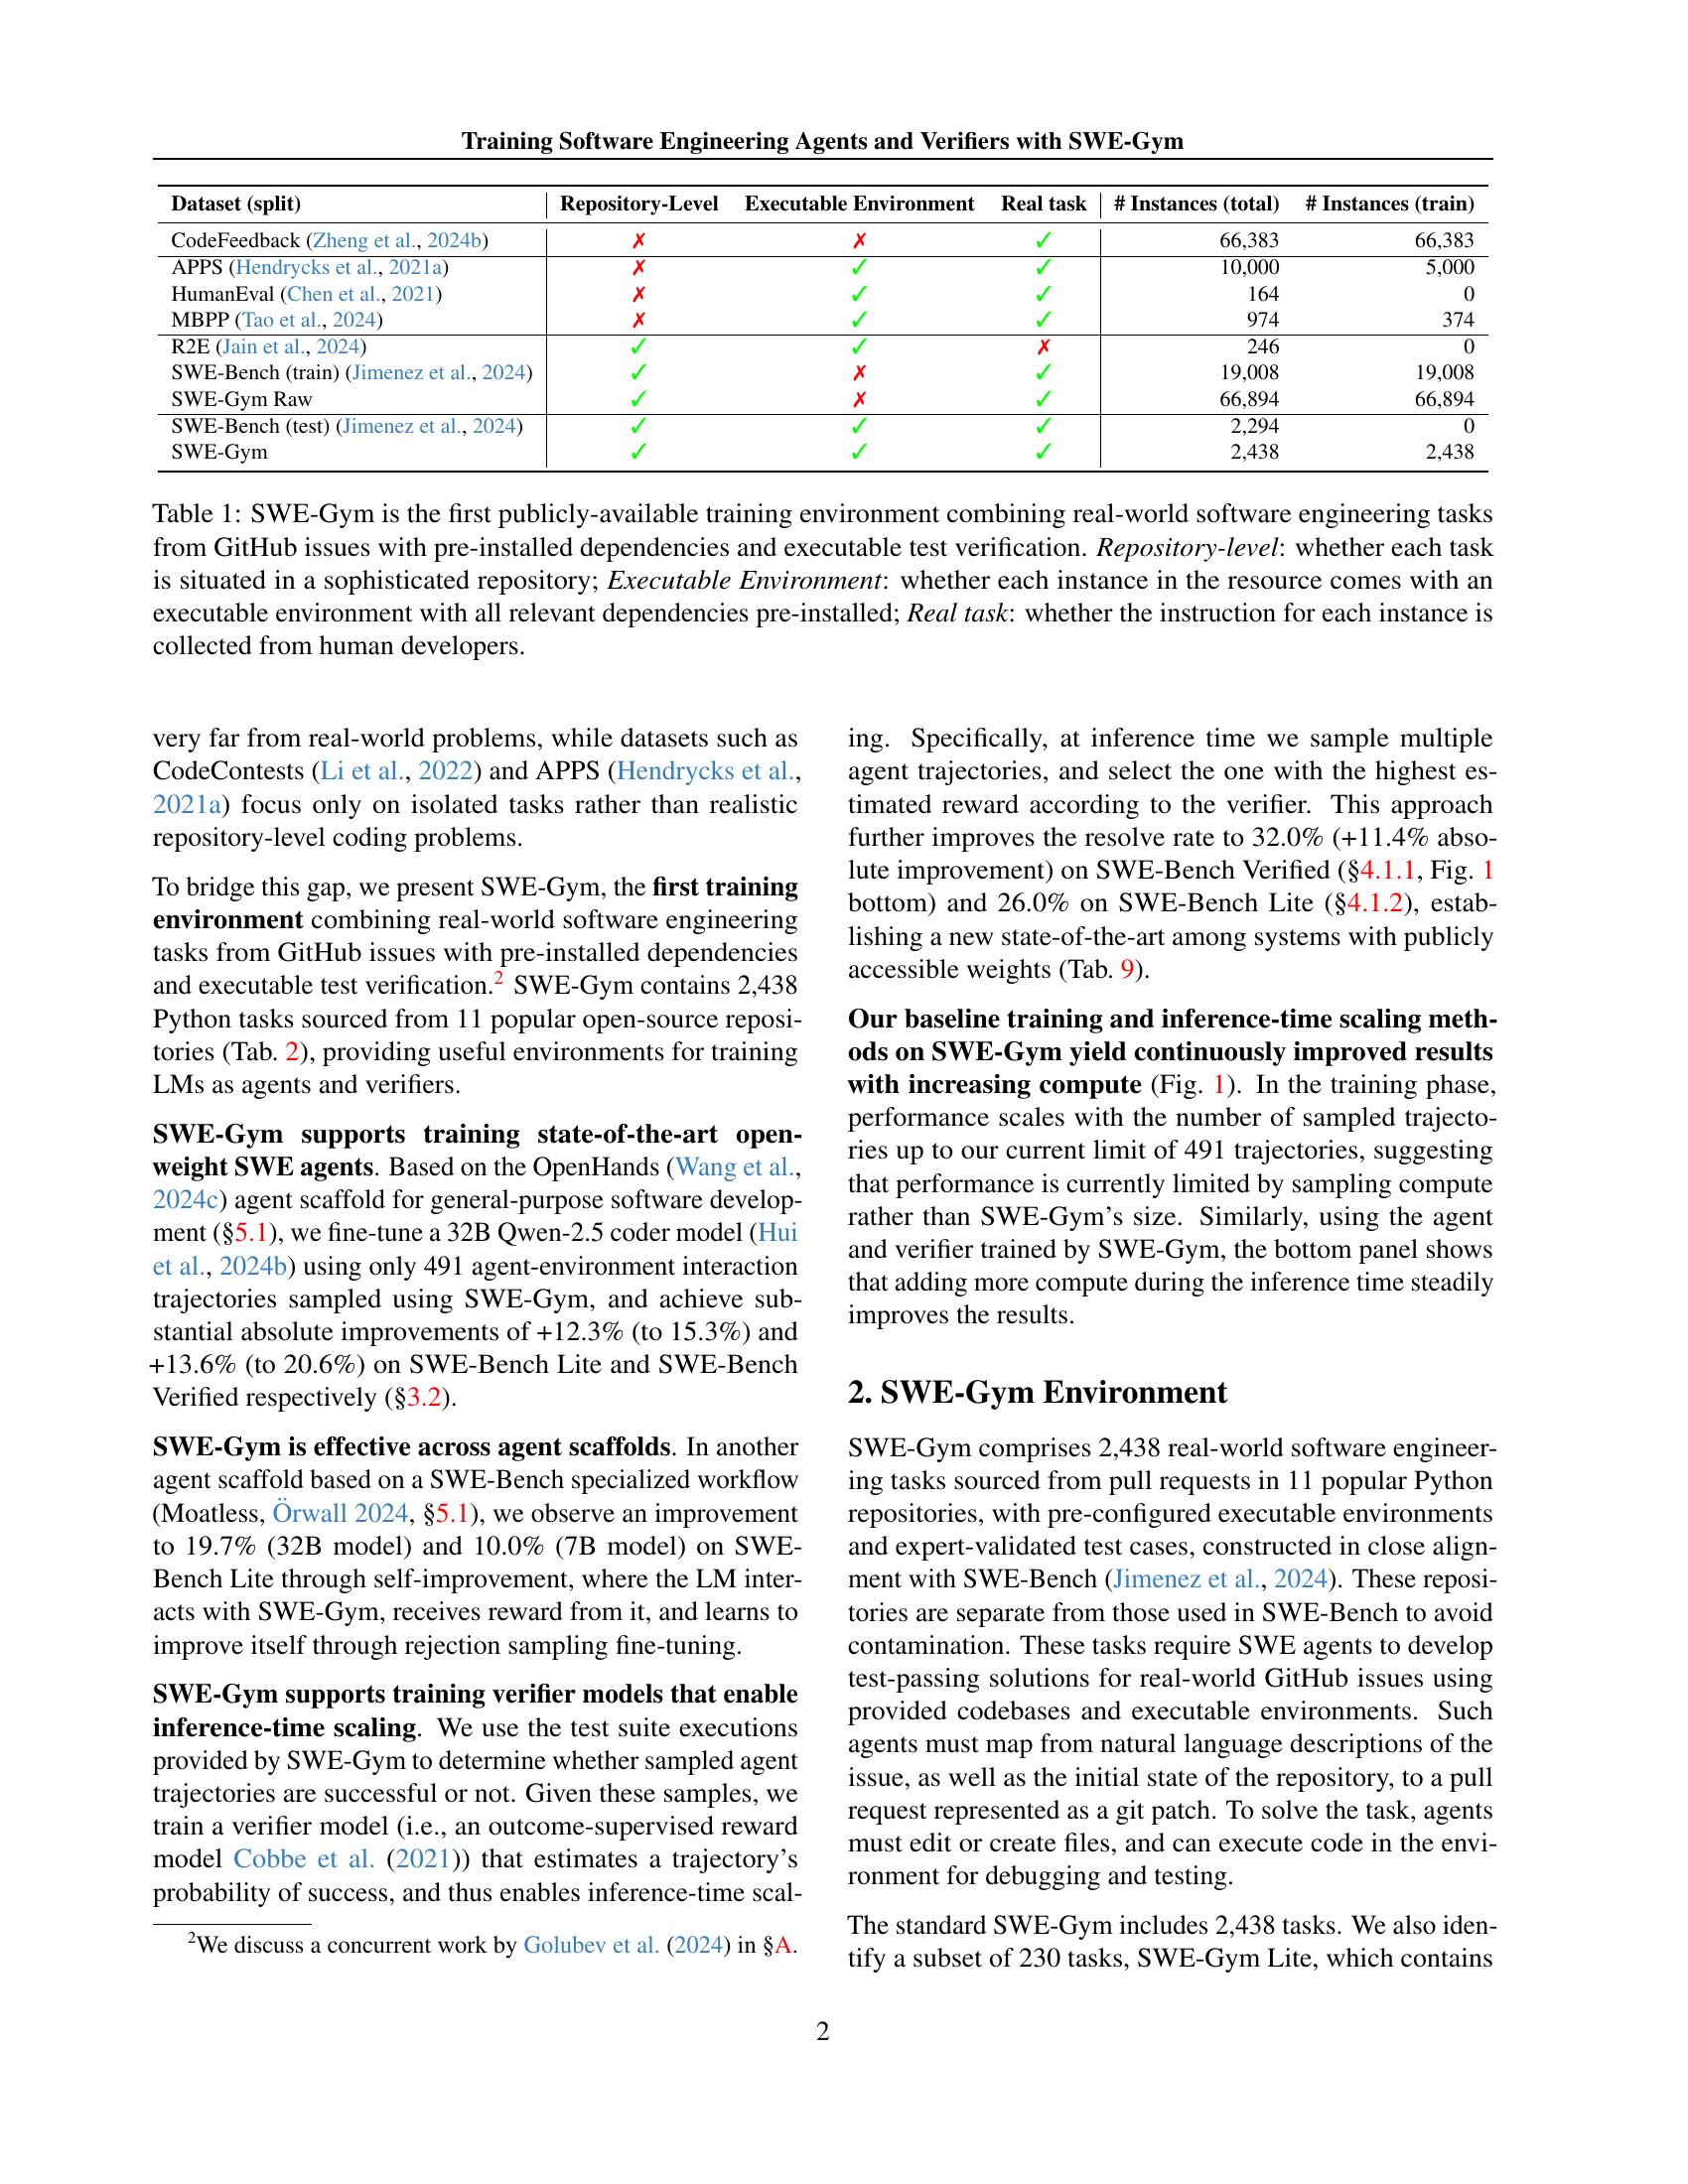 Training Software Engineering Agents and Verifiers with SWE-Gym
Dataset (split) Repository-Level Executable Environment Real task # Instances (total) # Instances (train)
CodeFeedback (Zheng et al., 2024b) ✗ ✗ ✓ 66,383 66,383
APPS (Hendrycks et al., 2021a) ✗ ✓ ✓ 10,000 5,000
HumanEval (Chen et al., 2021) ✗ ✓ ✓ 164 0
MBPP (Tao et al., 2024) ✗ ✓ ✓ 974 374
R2E (Jain et al., 2024) ✓ ✓ ✗ 246 0
SWE-Bench (train) (Jimenez et al., 2024) ✓ ✗ ✓ 19,008 19,008
SWE-Gym Raw ✓ ✗ ✓ 66,894 66,894
SWE-Bench (test) (Jimenez et al., 2024) ✓ ✓ ✓ 2,294 0
SWE-Gym ✓ ✓ ✓ 2,438 2,438
Table 1: SWE-Gym is the first publicly-available training environment combining real-world software engineering tasks
from GitHub issues with pre-installed dependencies and executable test verification. Repository-level: whether each task
is situated in a sophisticated repository; Executable Environment: whether each instance in the resource comes with an
executable environment with all relevant dependencies pre-installed; Real task: whether the instruction for each instance is
collected from human developers.
very far from real-world problems, while datasets such as
CodeContests (Li et al., 2022) and APPS (Hendrycks et al.,
2021a) focus only on isolated tasks rather than realistic
repository-level coding problems.
To bridge this gap, we present SWE-Gym, the first training
environment combining real-world software engineering
tasks from GitHub issues with pre-installed dependencies
and executable test verification.2 SWE-Gym contains 2,438
Python tasks sourced from 11 popular open-source reposi-
tories (Tab. 2), providing useful environments for training
LMs as agents and verifiers.
SWE-Gym supports training state-of-the-art open-
weight SWE agents. Based on the OpenHands (Wang et al.,
2024c) agent scaffold for general-purpose software develop-
ment (§5.1), we fine-tune a 32B Qwen-2.5 coder model (Hui
et al., 2024b) using only 491 agent-environment interaction
trajectories sampled using SWE-Gym, and achieve sub-
stantial absolute improvements of +12.3% (to 15.3%) and
+13.6% (to 20.6%) on SWE-Bench Lite and SWE-Bench
Verified respectively (§3.2).
SWE-Gym is effective across agent scaffolds. In another
agent scaffold based on a SWE-Bench specialized workflow
(Moatless, Örwall 2024, §5.1), we observe an improvement
to 19.7% (32B model) and 10.0% (7B model) on SWE-
Bench Lite through self-improvement, where the LM inter-
acts with SWE-Gym, receives reward from it, and learns to
improve itself through rejection sampling fine-tuning.
SWE-Gym supports training verifier models that enable
inference-time scaling. We use the test suite executions
provided by SWE-Gym to determine whether sampled agent
trajectories are successful or not. Given these samples, we
train a verifier model (i.e., an outcome-supervised reward
model Cobbe et al. (2021)) that estimates a trajectory's
probability of success, and thus enables inference-time scal-
2We discuss a concurrent work by Golubev et al. (2024) in §A.
ing. Specifically, at inference time we sample multiple
agent trajectories, and select the one with the highest es-
timated reward according to the verifier. This approach
further improves the resolve rate to 32.0% (+11.4% abso-
lute improvement) on SWE-Bench Verified (§4.1.1, Fig. 1
bottom) and 26.0% on SWE-Bench Lite (§4.1.2), estab-
lishing a new state-of-the-art among systems with publicly
accessible weights (Tab. 9).
Our baseline training and inference-time scaling meth-
ods on SWE-Gym yield continuously improved results
with increasing compute (Fig. 1). In the training phase,
performance scales with the number of sampled trajecto-
ries up to our current limit of 491 trajectories, suggesting
that performance is currently limited by sampling compute
rather than SWE-Gym's size. Similarly, using the agent
and verifier trained by SWE-Gym, the bottom panel shows
that adding more compute during the inference time steadily
improves the results.
2. SWE-Gym Environment
SWE-Gym comprises 2,438 real-world software engineer-
ing tasks sourced from pull requests in 11 popular Python
repositories, with pre-configured executable environments
and expert-validated test cases, constructed in close align-
ment with SWE-Bench (Jimenez et al., 2024). These reposi-
tories are separate from those used in SWE-Bench to avoid
contamination. These tasks require SWE agents to develop
test-passing solutions for real-world GitHub issues using
provided codebases and executable environments. Such
agents must map from natural language descriptions of the
issue, as well as the initial state of the repository, to a pull
request represented as a git patch. To solve the task, agents
must edit or create files, and can execute code in the envi-
ronment for debugging and testing.
The standard SWE-Gym includes 2,438 tasks. We also iden-
tify a subset of 230 tasks, SWE-Gym Lite, which contains
2